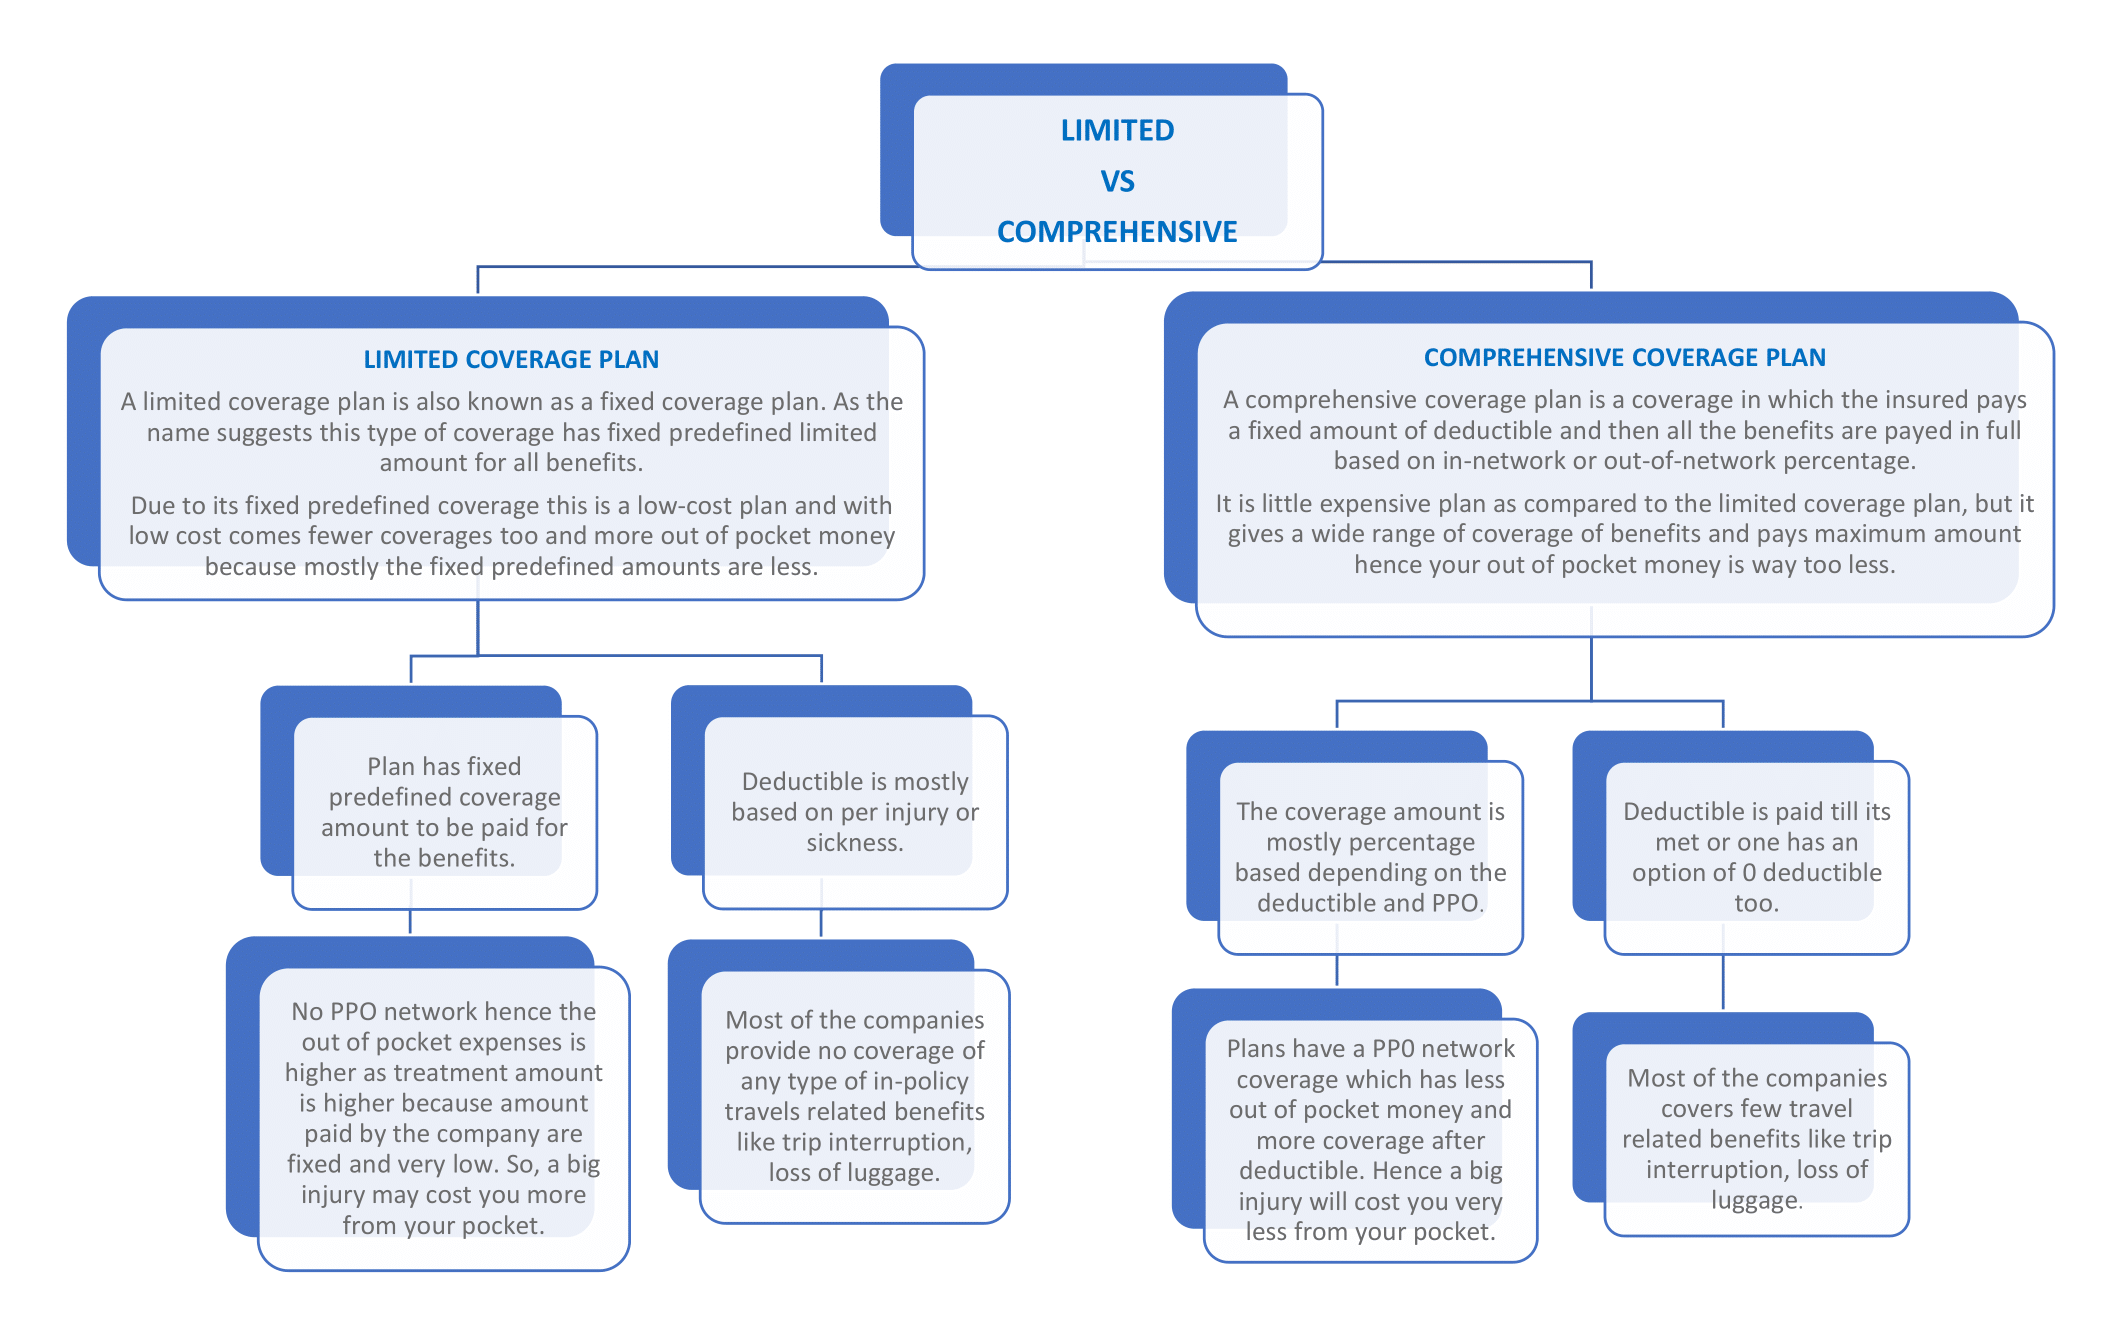 LIMITED
VS
COMPREHENSIVE
LIMITED COVERAGE PLAN
A limited coverage plan is also known as a fixed coverage plan. As the
name suggests this type of coverage has fixed predefined limited
amount for all benefits.
Due to its fixed predefined coverage this is a low-cost plan and with
low cost comes fewer coverages too and more out of pocket money
because mostly the fixed predefined amounts are less.
Plan has fixed
predefined coverage
amount to be paid for
the benefits.
No PPO network hence the
out of pocket expenses is
higher as treatment amount
is higher because amount
paid by the company are
fixed and very low. So, a big
injury may cost you more
from your pocket.
Deductible is mostly
based on per injury or
sickness.
Most of the companies
provide no coverage of
any type of in-policy
travels related benefits
like trip interruption,
loss of luggage.
COMPREHENSIVE COVERAGE PLAN
A comprehensive coverage plan is a coverage in which the insured pays
a fixed amount of deductible and then all the benefits are payed in full
based on in-network or out-of-network percentage.
It is little expensive plan as compared to the limited coverage plan, but it
gives a wide range of coverage of benefits and pays maximum amount
hence your out of pocket money is way too less.
The coverage amount is
mostly percentage
based depending on the
deductible and PPO.
Plans have a PP0 network
coverage which has less
out of pocket money and
more coverage after
deductible. Hence a big
injury will cost you very
less from your pocket.
Deductible is paid till its
met or one has an
option of 0 deductible
too.
Most of the companies
covers few travel
related benefits like trip
interruption, loss of
luggage.